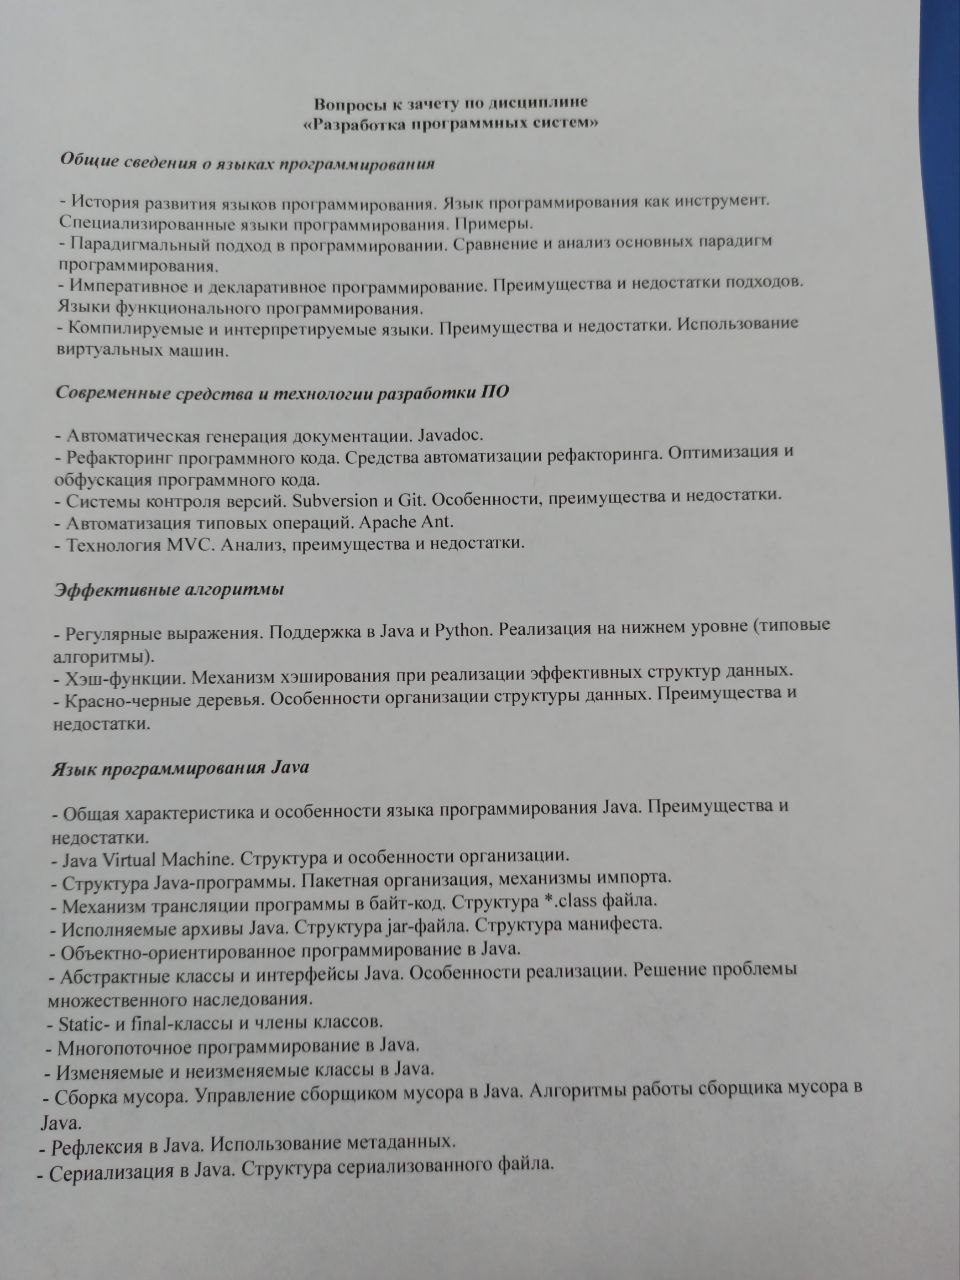 Вопросы к зачету по дисциплине
«Разработка программных систем»
Общие сведения о языках программирования
- История развития языков программирования. Язык программирования как инструмент.
Специализированные языки программирования. Примеры.
- Парадигмальный подход в программировании. Сравнение и анализ основных парадигм
программирования.
- Императивное и декларативное программирование. Преимущества и недостатки подходов.
Языки функционального программирования.
- Компилируемые и интерпретируемые языки. Преимущества и недостатки. Использование
виртуальных машин.
Современные средства и технологии разработки ПО
- Автоматическая генерация документации. Javadoc.
- Рефакторинг программного кода. Средства автоматизации рефакторинга. Оптимизация и
обфускация программного кода.
- Системы контроля версий. Subversion и Git. Особенности, преимущества и недостатки.
- Автоматизация типовых операций. Apache Ant.
- Технология MVC. Анализ, преимущества и недостатки.
Эффективные алгоритмы
- Регулярные выражения. Поддержка в Java и Python. Реализация на нижнем уровне (типовые
алгоритмы).
- Хэш-функции. Механизм хэширования при реализации эффективных структур данных.
- Красно-черные деревья. Особенности организации структуры данных. Преимущества и
недостатки.
Язык программирования Java
- Общая характеристика и особенности языка программирования Java. Преимущества и
недостатки.
- Java Virtual Machine. Структура и особенности организации.
- Структура Java-программы. Пакетная организация, механизмы импорта.
- Механизм трансляции программы в байт-код. Структура *.class файла.
- Исполняемые архивы Java. Структура jar-файла. Структура манифеста.
- Объектно-ориентированное программирование в Java.
- Абстрактные классы и интерфейсы Java. Особенности реализации. Решение проблемы
множественного наследования.
- Static- и final-классы и члены классов.
- Многопоточное программирование в Java.
- Изменяемые и неизменяемые классы в Java.
- Сборка мусора. Управление сборщиком мусора в Java. Алгоритмы работы сборщика мусора в
Java.
- Рефлексия в Java. Использование метаданных.
- Сериализация в Java. Структура сериализованного файла.